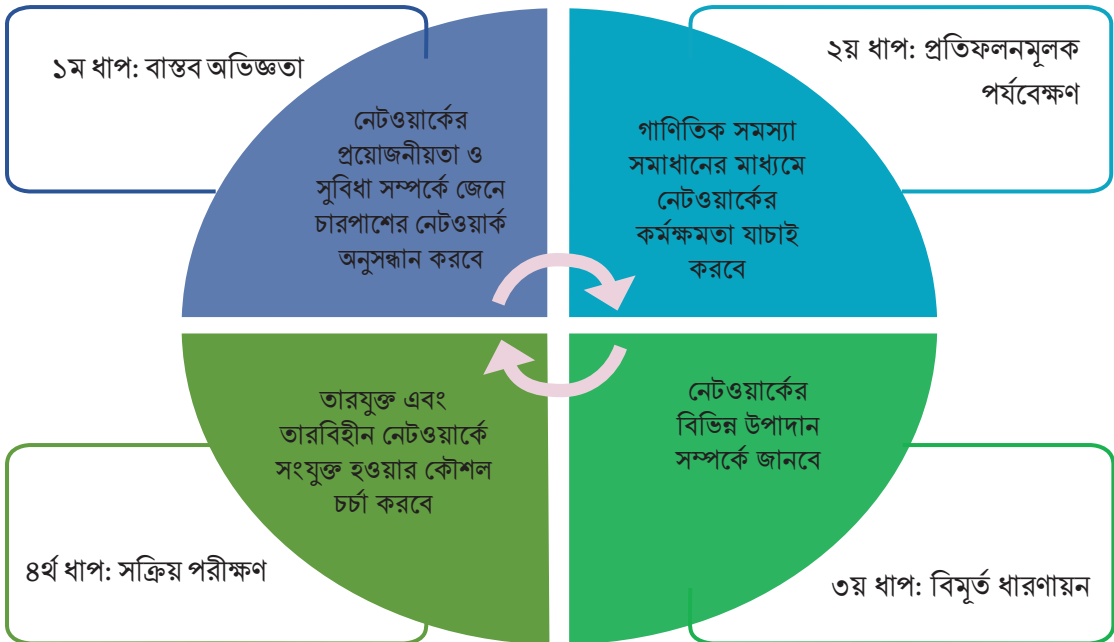 ১ম ধাপ: বাস্তব অভিজ্ঞতা
নেটওয়ার্কের
প্রয়োজনীয়তা ও
সুবিধা সম্পর্কে জেনে
চারপাশের নেটওয়ার্ক
অনুসন্ধান করবে
২য় ধাপ: প্রতিফলনমূলক
পর্যবেক্ষণ
গাণিতিক সমস্যা
সমাধানের মাধ্যমে
নেটওয়ার্কের
কর্মক্ষমতা যাচাই
করবে
নেটওয়ার্কের
বিভিন্ন উপাদান
সম্পর্কে জানবে
৩য় ধাপ: বিমূর্ত ধারণায়ন
তারযুক্ত এবং
তারবিহীন নেটওয়ার্কে
সংযুক্ত হওয়ার কৌশল
চর্চা করবে
৪র্থ ধাপ: সক্রিয় পরীক্ষণ